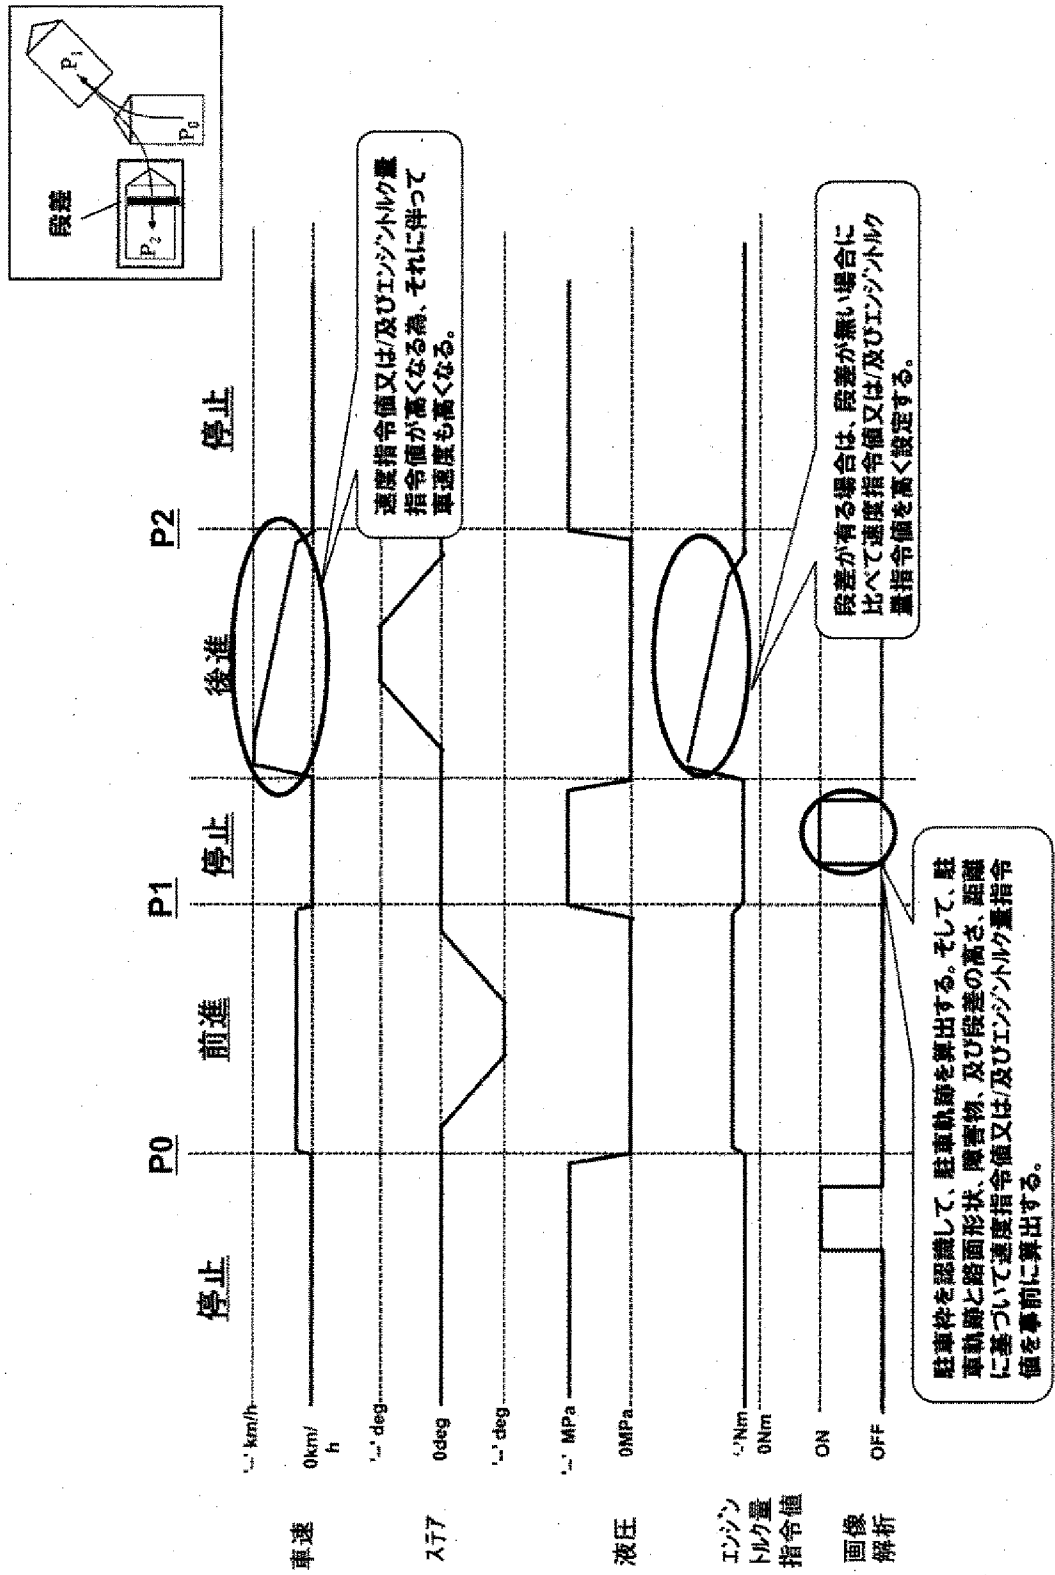 段差
P1
P0
P2
停止
P0
前進
P1
停止
後進
P2
停止
車速
'_' km/h
0km/
h
速度指令値又は/及びエンジントルク量
指令値が高くなる為、それに伴って
車速度も高くなる。
ステア
'_' deg
0deg
'_' deg
液圧
'_' MPa
0MPa
エンジン
トルク量
指令値
'_'Nm
0Nm
段差が有る場合は、段差が無い場合に
比べて速度指令値又は/及びエンジントルク
量指令値を高く設定する。
画像
解析
ON
OFF
駐車枠を認識して、駐車軌跡を算出する。そして、駐
車軌跡と路面形状、障害物、及び段差の高さ、距離
に基づいて速度指令値又は/及びエンジントルク量指令
値を事前に算出する。